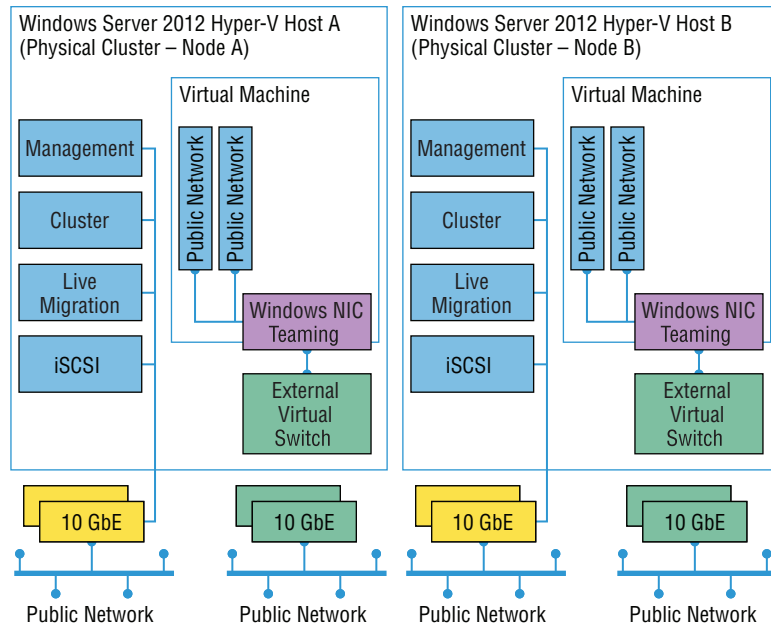 Windows Server 2012 Hyper-V Host A
(Physical Cluster – Node A)
Virtual Machine
Management
Cluster
Live
Migration
iSCSI
Public Network
Public Network
Windows NIC
Teaming
External
Virtual
Switch
10 GbE
10 GbE
Public Network
Public Network
Windows Server 2012 Hyper-V Host B
(Physical Cluster – Node B)
Virtual Machine
Management
Cluster
Live
Migration
iSCSI
Public Network
Public Network
Windows NIC
Teaming
External
Virtual
Switch
10 GbE
10 GbE
Public Network
Public Network